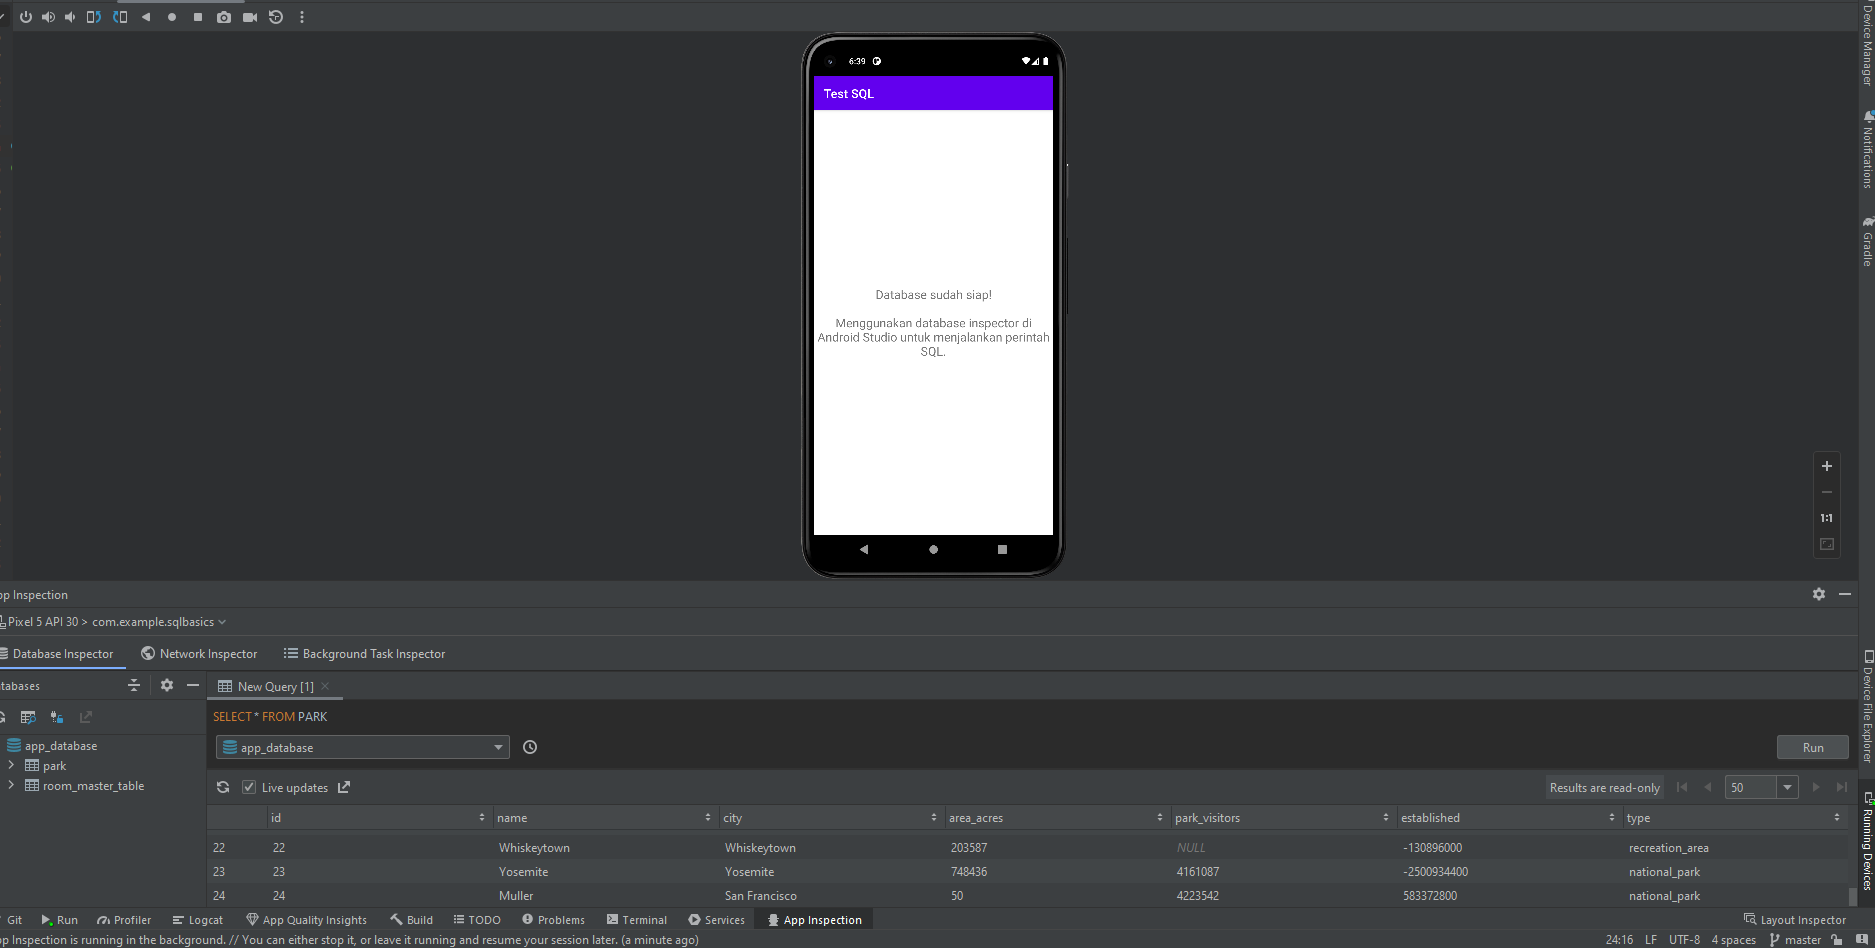 6:39
Test SQL
Database sudah siap!
Menggunakan database inspector di
Android Studio untuk menjalankan perintah
SQL.
Device Manager
Notifications
Gradle
1:1
pp Inspection
Pixel 5 API 30 > com.example.sqlbasics
Database Inspector
Network Inspector
Background Task Inspector
tabases
New Query [1]
SELECT * FROM PARK
app_database
Run
app_database
park
room_master_table
Live updates
Results are read-only
50
id name city area_acres park_visitors established type
22 22 Whiskeytown Whiskeytown 203587 NULL -130896000 recreation_area
23 23 Yosemite Yosemite 748436 4161087 -2500934400 national_park
24 24 Muller San Francisco 50 4223542 583372800 national_park
Device File Explorer
Running Devices
Git Run Profiler Logcat App Quality Insights Build TODO Problems Terminal Services App Inspection Layout Inspector
pp Inspection is running in the background. // You can either stop it, or leave it running and resume your session later. (a minute ago) 24:16 LF UTF-8 4 spaces master